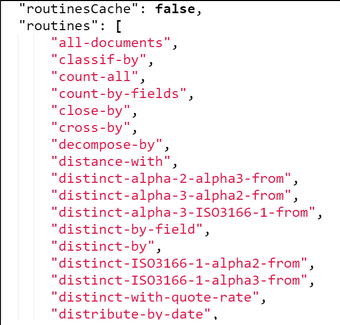 "routinesCache": false,
"routines": [
"all-documents",
"classif-by",
"count-all",
"count-by-fields",
"close-by",
"cross-by",
"decompose-by",
"distance-with",
"distinct-alpha-2-alpha3-from",
"distinct-alpha-3-alpha2-from",
"distinct-alpha-3-ISO3166-1-from",
"distinct-by-field",
"distinct-by",
"distinct-ISO3166-1-alpha2-from",
"distinct-ISO3166-1-alpha3-from",
"distinct-with-quote-rate",
"distribute-by-date",